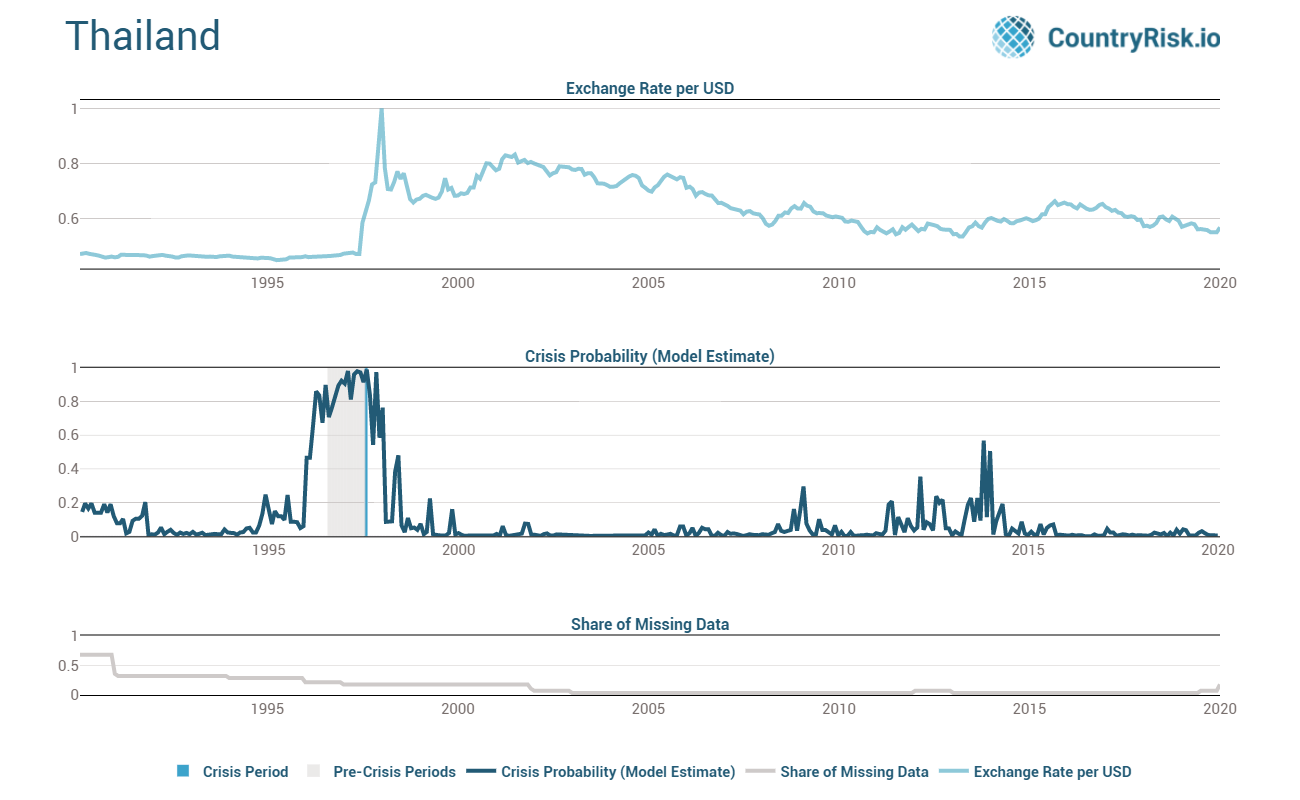 Thailand
CountryRisk.io
Exchange Rate per USD
1
0.8
0.6
1995 2000 2005 2010 2015 2020
Crisis Probability (Model Estimate)
1
0.8
0.6
0.4
0.2
0
1995 2000 2005 2010 2015 2020
Share of Missing Data
1
0.5
0
1995 2000 2005 2010 2015 2020
Crisis Period Pre-Crisis Periods Crisis Probability (Model Estimate) Share of Missing Data Exchange Rate per USD